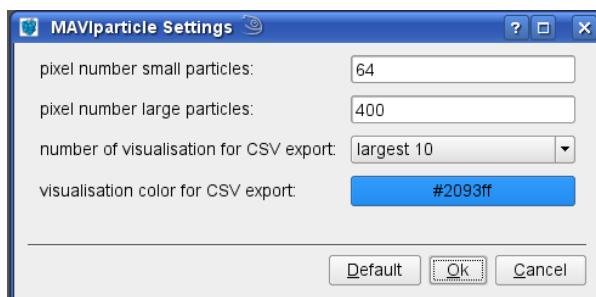 MAVIparticle Settings
pixel number small particles: 64
pixel number large particles: 400
number of visualisation for CSV export: largest 10
visualisation color for CSV export: #2093ff
Default Ok Cancel